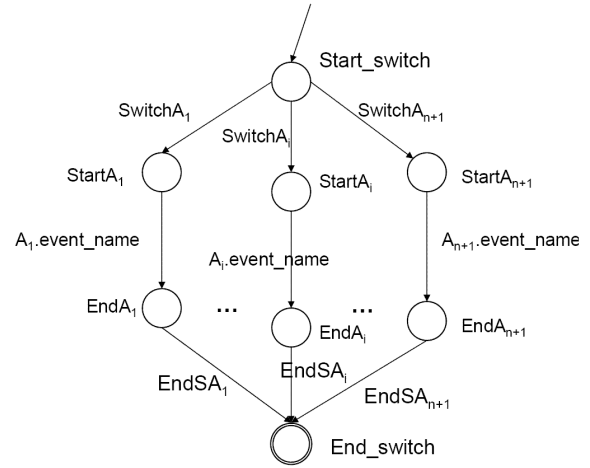 Start_switch
SwitchA1
SwitchAi
SwitchAn+1
StartA1
StartAi
StartAn+1
A1.event_name
Ai.event_name
An+1.event_name
EndA1
...
EndAi
...
EndAn+1
EndSA1
EndSAi
EndSAn+1
End_switch